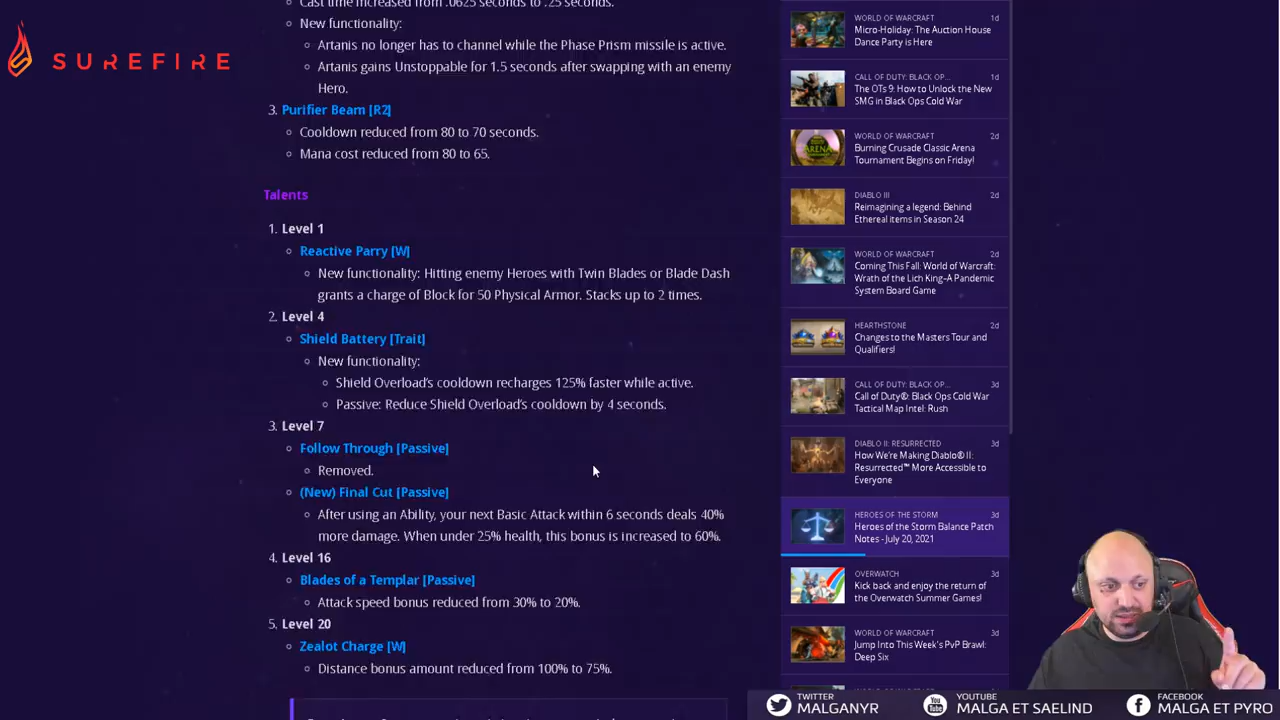 Cast time increased from .0625 seconds to .25 seconds.
New functionality:
Artanis no longer has to channel while the Phase Prism missile is active.
Artanis gains Unstoppable for 1.5 seconds after swapping with an enemy
Hero.
3. Purifier Beam [R2]
Cooldown reduced from 80 to 70 seconds.
Mana cost reduced from 80 to 65.
Talents
1. Level 1
Reactive Parry [W]
New functionality: Hitting enemy Heroes with Twin Blades or Blade Dash
grants a charge of Block for 50 Physical Armor. Stacks up to 2 times.
2. Level 4
Shield Battery [Trait]
New functionality:
Shield Overload's cooldown recharges 125% faster while active.
Passive: Reduce Shield Overload's cooldown by 4 seconds.
3. Level 7
Follow Through [Passive]
Removed.
(New) Final Cut [Passive]
After using an Ability, your next Basic Attack within 6 seconds deals 40%
more damage. When under 25% health, this bonus is increased to 60%.
4. Level 16
Blades of a Templar [Passive]
Attack speed bonus reduced from 30% to 20%.
5. Level 20
Zealot Charge [W]
Distance bonus amount reduced from 100% to 75%.
SUREFIRE
WORLD OF WARCRAFT 1d
Micro-Holiday: The Auction House
Dance Party is Here
CALL OF DUTY: BLACK OP... 1d
The OTs 9: How to Unlock the New
SMG in Black Ops Cold War
WORLD OF WARCRAFT 2d
Burning Crusade Classic Arena
Tournament Begins on Friday!
DIABLO III 2d
Reimagining a legend: Behind
Ethereal items in Season 24
WORLD OF WARCRAFT 2d
Coming This Fall: World of Warcraft:
Wrath of the Lich King–A Pandemic
System Board Game
HEARTHSTONE 2d
Changes to the Masters Tour and
Qualifiers!
CALL OF DUTY: BLACK OP... 3d
Call of Duty®: Black Ops Cold War
Tactical Map Intel: Rush
DIABLO II: RESURRECTED 3d
How We're Making Diablo® II:
Resurrected™ More Accessible to
Everyone
HEROES OF THE STORM 3d
Heroes of the Storm Balance Patch
Notes - July 20, 2021
OVERWATCH 3d
Kick back and enjoy the return of
the Overwatch Summer Games!
WORLD OF WARCRAFT 3d
Jump Into This Week's PvP Brawl:
Deep Six
TWITTER
MALGANYR
YOUTUBE
MALGA ET SAELIND
FACEBOOK
MALGA ET PYRO